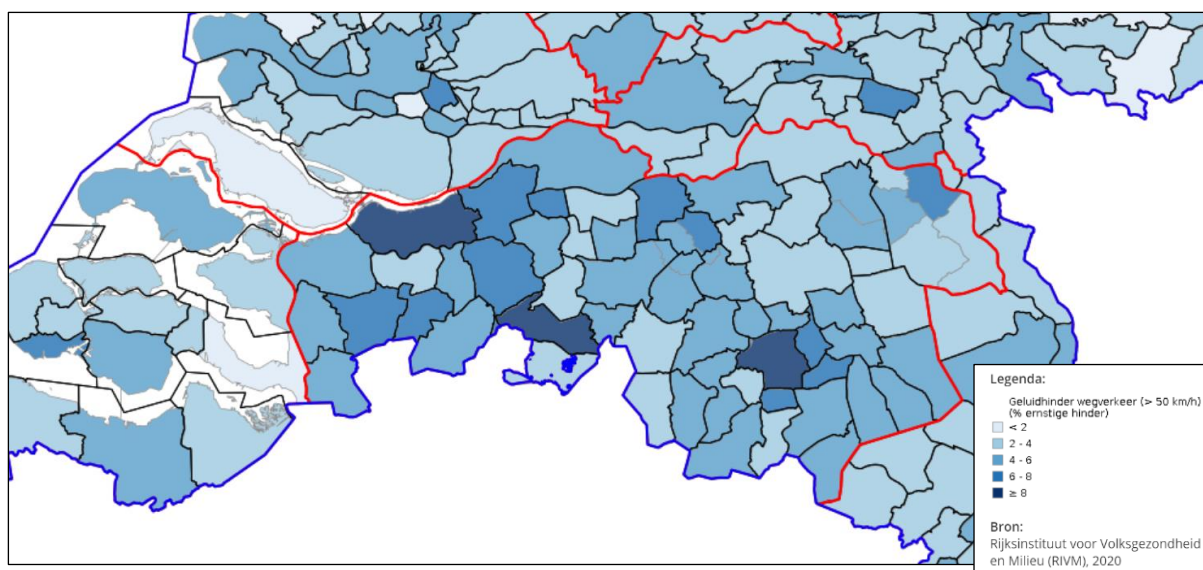 Legenda:
Geluidhinder wegverkeer (> 50 km/h)
(% ernstige hinder)
< 2
2 - 4
4 - 6
6 - 8
≥ 8
Bron:
Rijksinstituut voor Volksgezondheid
en Milieu (RIVM), 2020